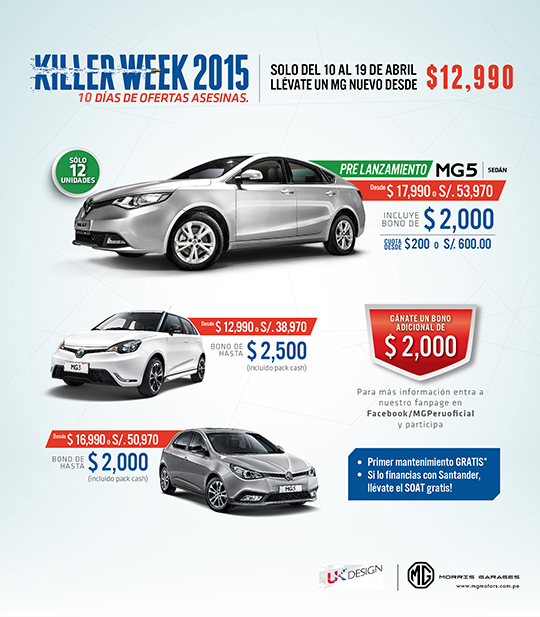 KILLER WEEK 2015
10 DÍAS DE OFERTAS ASESINAS.
SOLO DEL 10 AL 19 DE ABRIL
LLÉVATE UN MG NUEVO DESDE
$12,990
SÓLO
12
UNIDADES
PRE LANZAMIENTO MG5 | SEDÁN
Desde $ 17,990 o S/. 53,970
INCLUYE
BONO DE $ 2,000
CUOTA
DESDE $200 o S/. 600.00
Desde $ 12,990 o S/. 38,970
BONO DE
HASTA $ 2,500
(incluido pack cash)
MG3
GÁNATE UN BONO
ADICIONAL DE
$ 2,000
Para más información entra a
nuestro fanpage en
Facebook/MGPeruoficial
y participa
Desde $ 16,990 o S/. 50,970
BONO DE
HASTA $ 2,000
(incluido pack cash)
MG5
• Primer mantenimiento GRATIS*
• Si lo financias con Santander,
llévate el SOAT gratis!
UK DESIGN
MG MORRIS GARAGES
www.mgmotors.com.pe